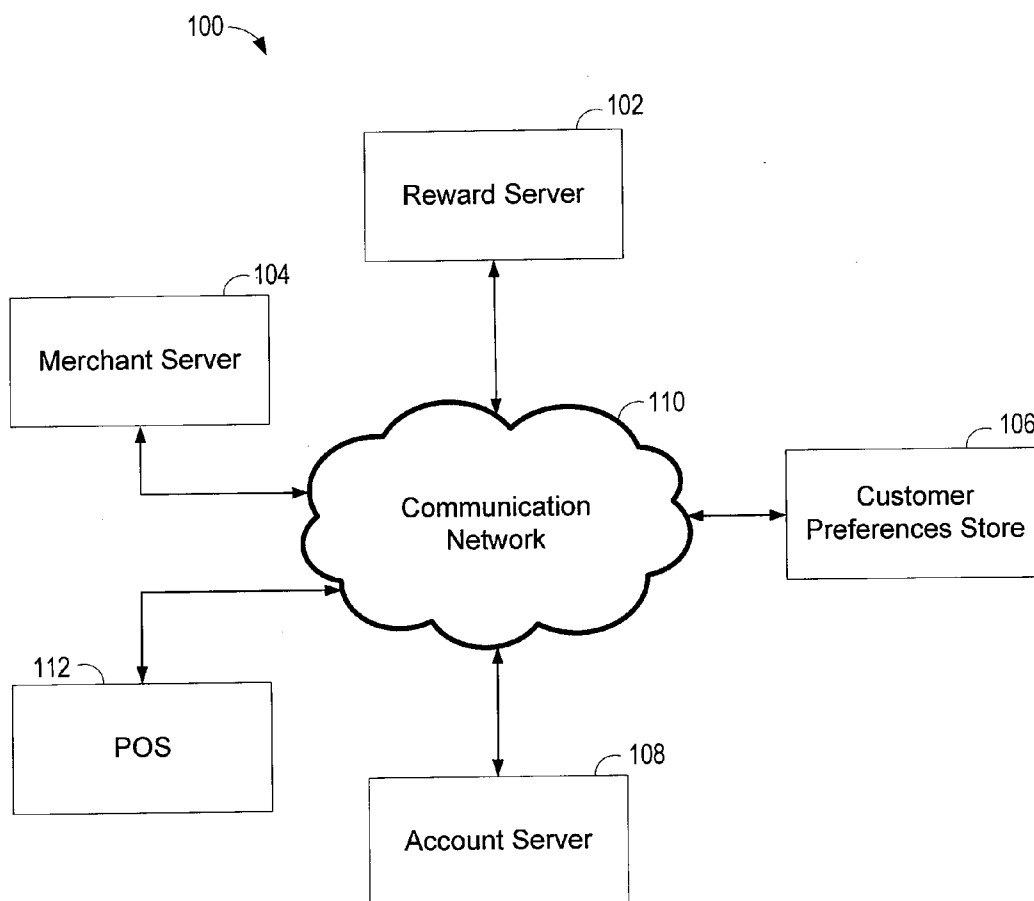 100
102
Reward Server
104
Merchant Server
110
Communication
Network
106
Customer
Preferences Store
112
POS
108
Account Server